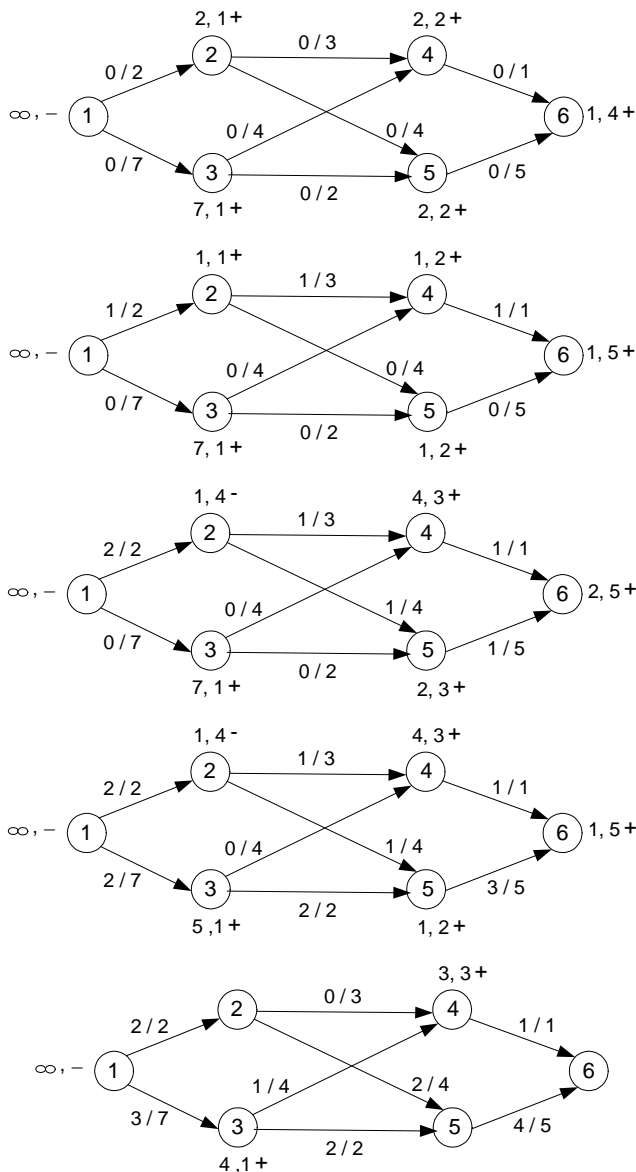 2, 1+ 2, 2+
0 / 3
0 / 2 2 4 0 / 1
∞, − 1 6 1, 4+
0 / 4 0 / 4
0 / 7 3 5 0 / 5
0 / 2
7, 1+ 2, 2+
1, 1+ 1, 2+
1 / 3
1 / 2 2 4 1 / 1
∞, − 1 6 1, 5+
0 / 4 0 / 4
0 / 7 3 5 0 / 5
0 / 2
7, 1+ 1, 2+
1, 4 - 4, 3+
1 / 3
2 / 2 2 4 1 / 1
∞, − 1 6 2, 5+
0 / 4 1 / 4
0 / 7 3 5 1 / 5
0 / 2
7, 1+ 2, 3+
1, 4 - 4, 3+
1 / 3
2 / 2 2 4 1 / 1
∞, − 1 6 1, 5+
0 / 4 1 / 4
2 / 7 3 5 3 / 5
2 / 2
5 ,1+ 1, 2+
3, 3+
0 / 3
2 / 2 2 4 1 / 1
∞, − 1 6
1 / 4 2 / 4
3 / 7 3 5 4 / 5
2 / 2
4 ,1+